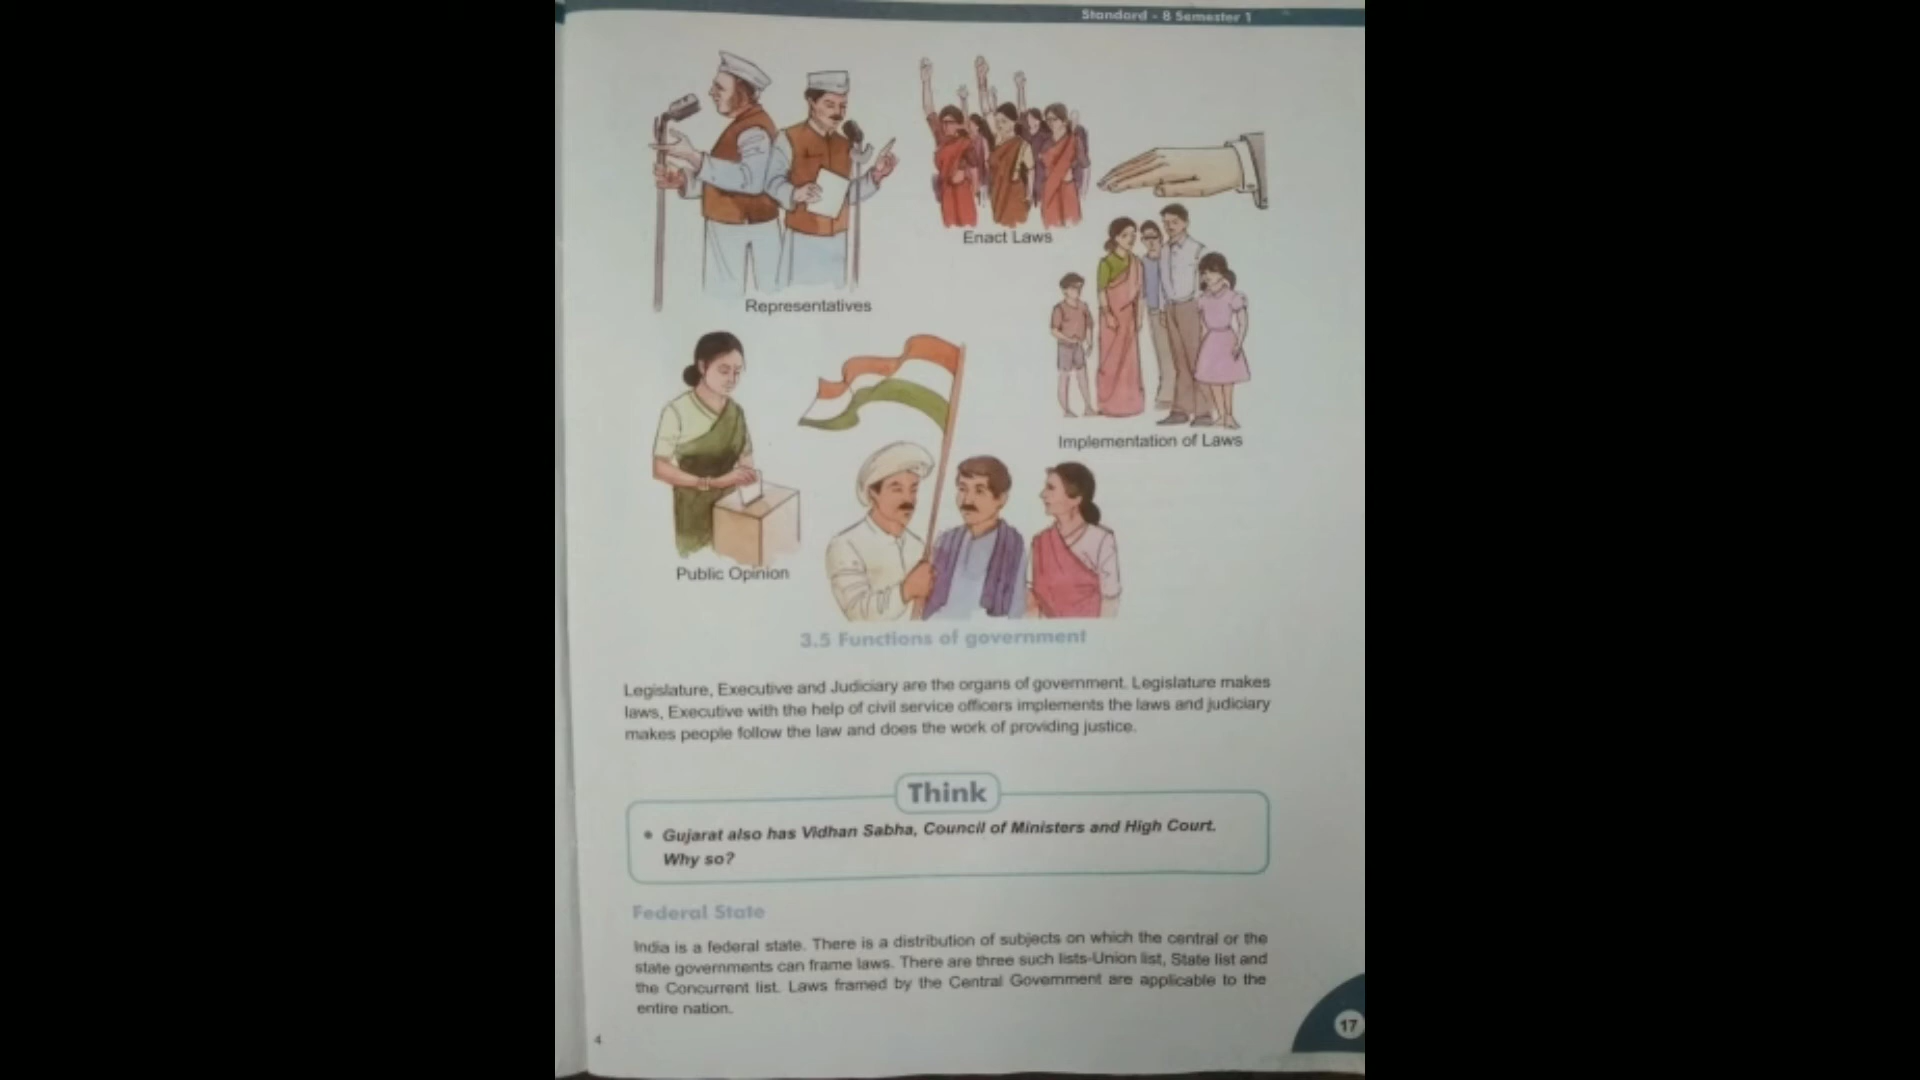 Standard - 8 Semester 1
Enact Laws
Representatives
Implementation of Laws
Public Opinion
3.5 Functions of government
Legislature, Executive and Judiciary are the organs of government. Legislature makes
laws, Executive with the help of civil service officers implements the laws and judiciary
makes people follow the law and does the work of providing justice.
Think
• Gujarat also has Vidhan Sabha, Council of Ministers and High Court.
Why so?
Federal State
India is a federal state. There is a distribution of subjects on which the central or the
state governments can frame laws. There are three such lists-Union list, State list and
the Concurrent list. Laws framed by the Central Government are applicable to the
entire nation.
4
17